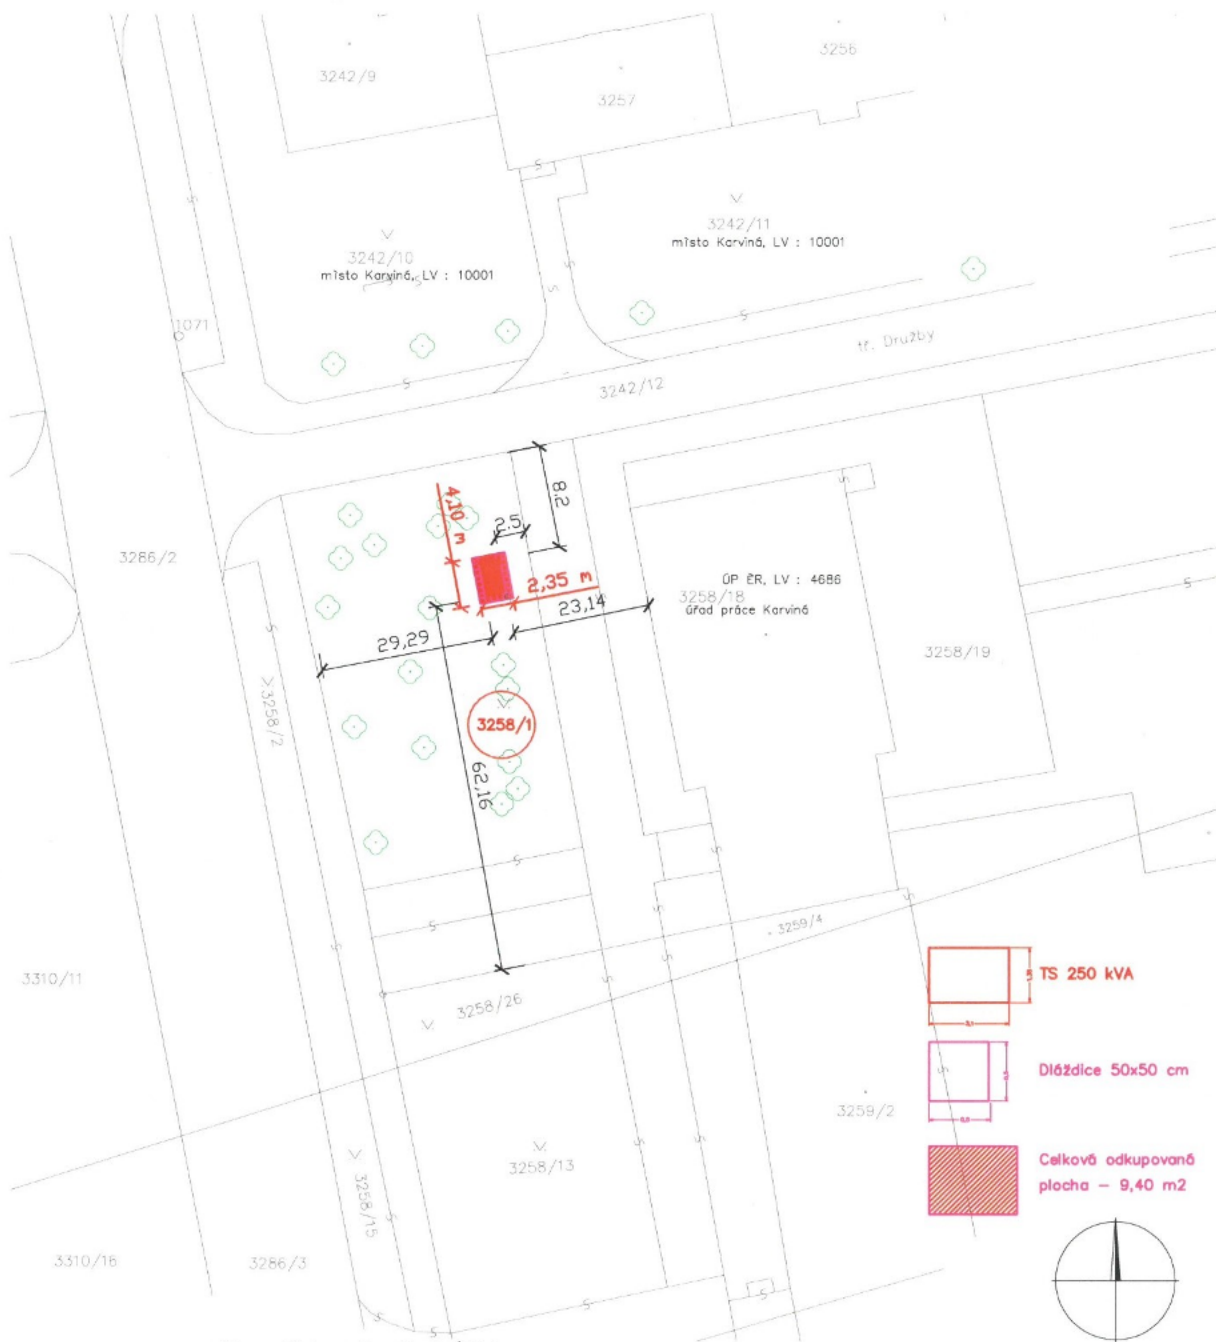 3256
3242/9
3257
3242/11
místo Karviná, LV : 10001
3242/10
místo Karviná, LV : 10001
1071
tř. Družby
3242/12
8.2
4,10 m
2.5
3286/2
2,35 m
ÚP ĚR, LV : 4686
3258/18
úřad práce Karviná
23,14
29,29
3258/19
3258/2
3258/1
62,16
3259/4
3310/11
TS 250 kVA
3258/26
Dláždice 50x50 cm
3259/2
3258/13
Celková odkupovaná
plocha – 9,40 m2
3258/15
3310/16
3286/3